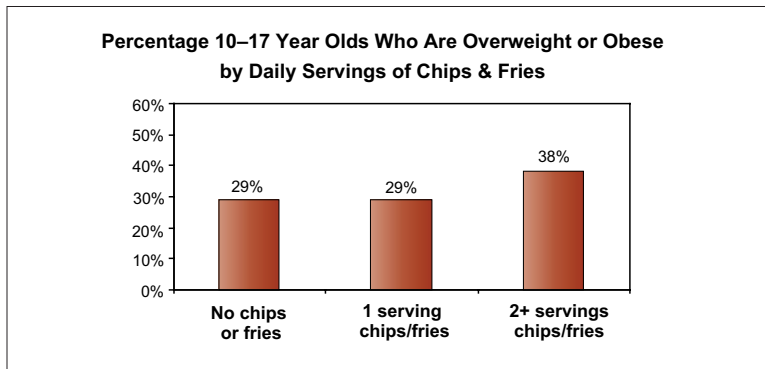 Percentage 10–17 Year Olds Who Are Overweight or Obese
by Daily Servings of Chips & Fries
60%
50%
40%
30%
20%
10%
0%
29%
29%
38%
No chips
or fries
1 serving
chips/fries
2+ servings
chips/fries